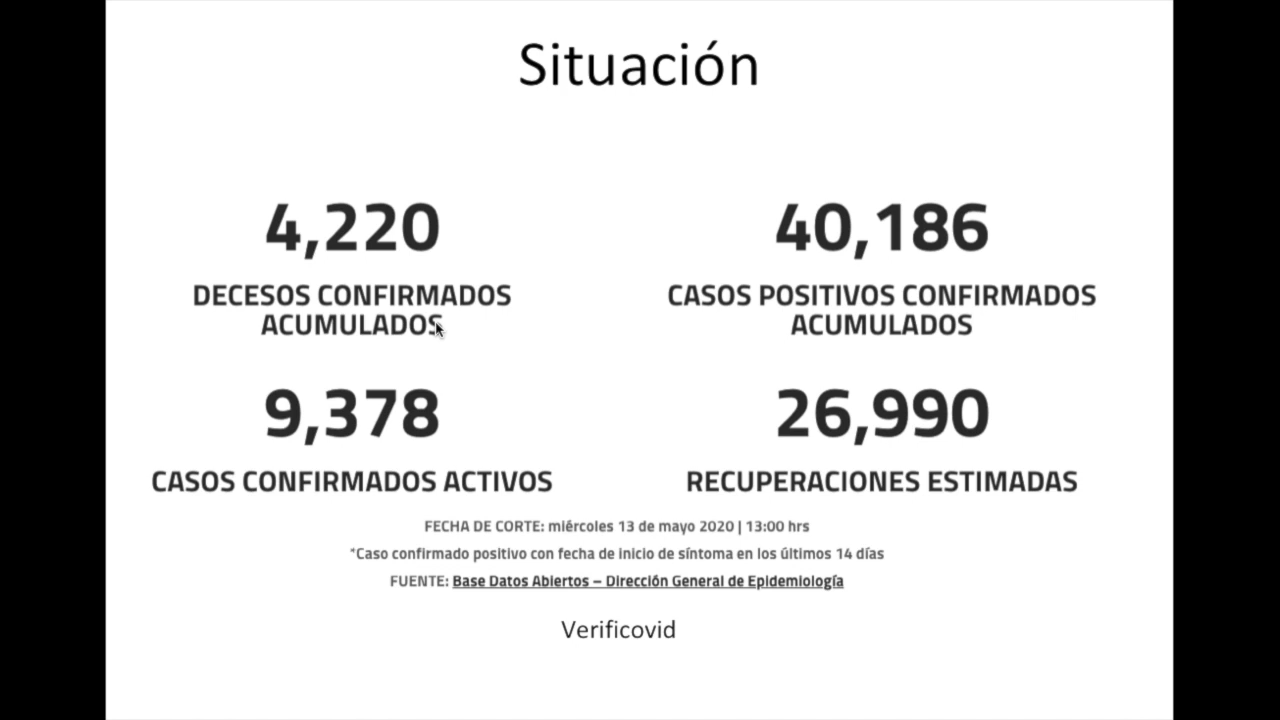 Situación
4,220
DECESOS CONFIRMADOS
ACUMULADOS
40,186
CASOS POSITIVOS CONFIRMADOS
ACUMULADOS
9,378
CASOS CONFIRMADOS ACTIVOS
26,990
RECUPERACIONES ESTIMADAS
FECHA DE CORTE: miércoles 13 de mayo 2020 | 13:00 hrs
*Caso confirmado positivo con fecha de inicio de síntoma en los últimos 14 días
FUENTE: Base Datos Abiertos – Dirección General de Epidemiología
Verificovid